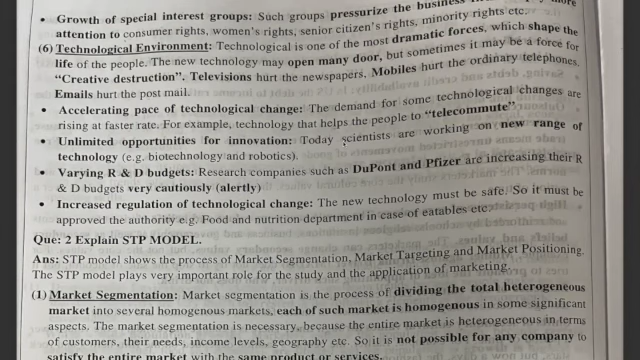 • Growth of special interest groups: Such groups pressurize the business more
attention to consumer rights, women's rights, senior citizen's rights, minority rights etc.
(6) Technological Environment: Technological is one of the most dramatic forces, which shape the
life of the people. The new technology may open many door, but sometimes it may be a force for
"Creative destruction". Televisions hurt the newspapers. Mobiles hurt the ordinary telephones.
Emails hurt the post mail.
• Accelerating pace of technological change: The demand for some technological changes are
rising at faster rate. For example, technology that helps the people to "telecommute".
• Unlimited opportunities for innovation: Today scientists are working on new range of
technology (e.g. biotechnology and robotics).
• Varying R & D budgets: Research companies such as DuPont and Pfizer are increasing their R
& D budgets very cautiously (alertly)
• Increased regulation of technological change: The new technology must be safe. So it must be
approved the authority e.g. Food and nutrition department in case of eatables etc.
Que: 2 Explain STP MODEL.
Ans: STP model shows the process of Market Segmentation, Market Targeting and Market Positioning.
The STP model plays very important role for the study and the application of marketing.
(1) Market Segmentation: Market segmentation is the process of dividing the total heterogeneous
market into several homogenous markets, each of such market is homogenous in some significant
aspects. The market segmentation is necessary, because the entire market is heterogeneous in terms
of customers, their needs, income levels, geography etc. So it is not possible for any company to
satisfy the entire market with the same product or services.